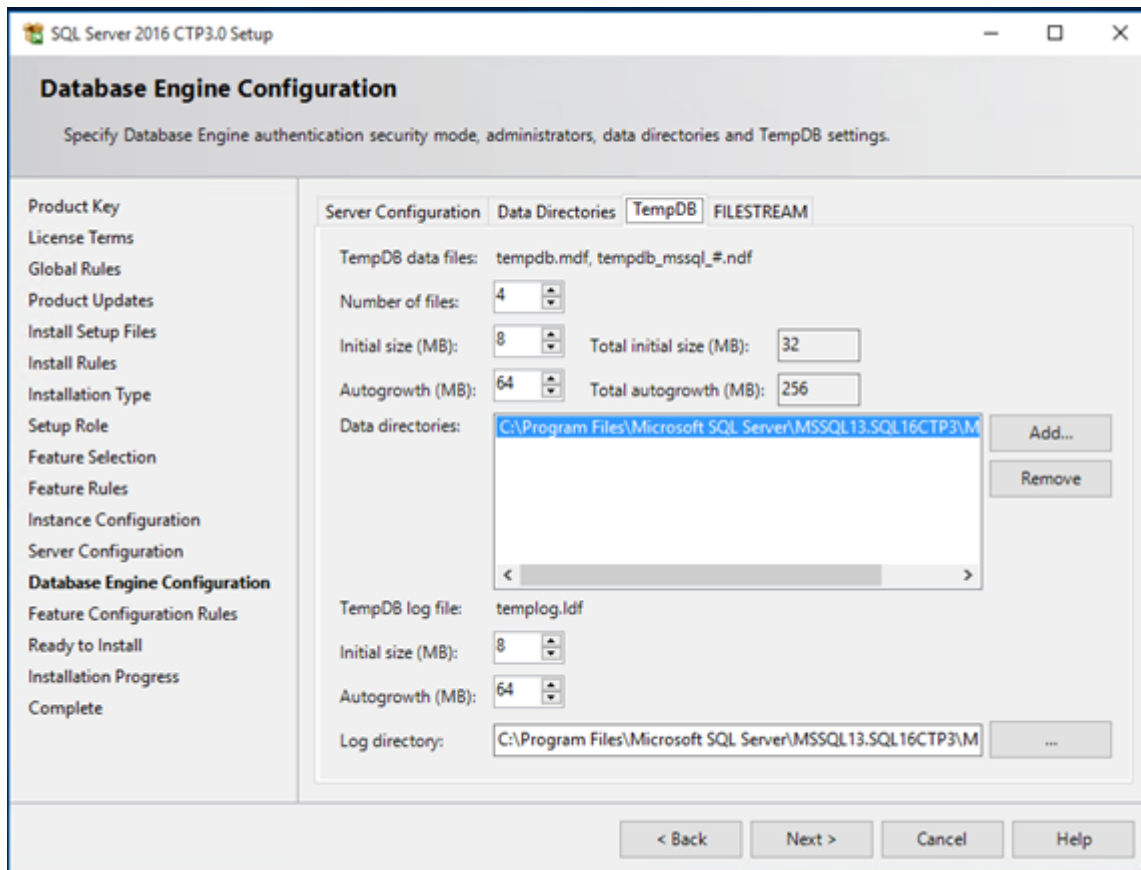 SQL Server 2016 CTP3.0 Setup
Database Engine Configuration
Specify Database Engine authentication security mode, administrators, data directories and TempDB settings.
Product Key
License Terms
Global Rules
Product Updates
Install Setup Files
Install Rules
Installation Type
Setup Role
Feature Selection
Feature Rules
Instance Configuration
Server Configuration
Database Engine Configuration
Feature Configuration Rules
Ready to Install
Installation Progress
Complete
Server Configuration Data Directories TempDB FILESTREAM
TempDB data files: tempdb.mdf, tempdb_mssql_#.ndf
Number of files: 4
Initial size (MB): 8 Total initial size (MB): 32
Autogrowth (MB): 64 Total autogrowth (MB): 256
Data directories: C:\Program Files\Microsoft SQL Server\MSSQL13.SQL16CTP3\M Add...
Remove
TempDB log file: templog.ldf
Initial size (MB): 8
Autogrowth (MB): 64
Log directory: C:\Program Files\Microsoft SQL Server\MSSQL13.SQL16CTP3\M ...
< Back Next > Cancel Help